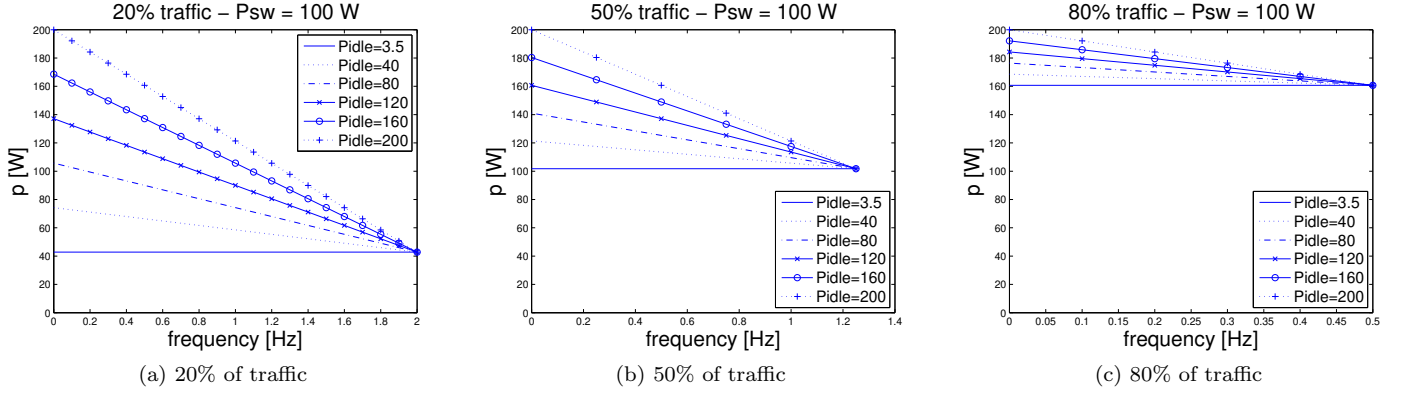 20% traffic − Psw = 100 W
200
180
160
140
120
100
80
60
40
20
0
p [W]
0 0.2 0.4 0.6 0.8 1 1.2 1.4 1.6 1.8 2
frequency [Hz]
Pidle=3.5
Pidle=40
Pidle=80
Pidle=120
Pidle=160
Pidle=200
(a) 20% of traffic
50% traffic − Psw = 100 W
200
180
160
140
120
100
80
60
40
20
0
p [W]
Pidle=3.5
Pidle=40
Pidle=80
Pidle=120
Pidle=160
Pidle=200
0 0.2 0.4 0.6 0.8 1 1.2 1.4
frequency [Hz]
(b) 50% of traffic
80% traffic − Psw = 100 W
200
180
160
140
120
100
80
60
40
20
0
p [W]
Pidle=3.5
Pidle=40
Pidle=80
Pidle=120
Pidle=160
Pidle=200
0 0.05 0.1 0.15 0.2 0.25 0.3 0.35 0.4 0.45 0.5
frequency [Hz]
(c) 80% of traffic